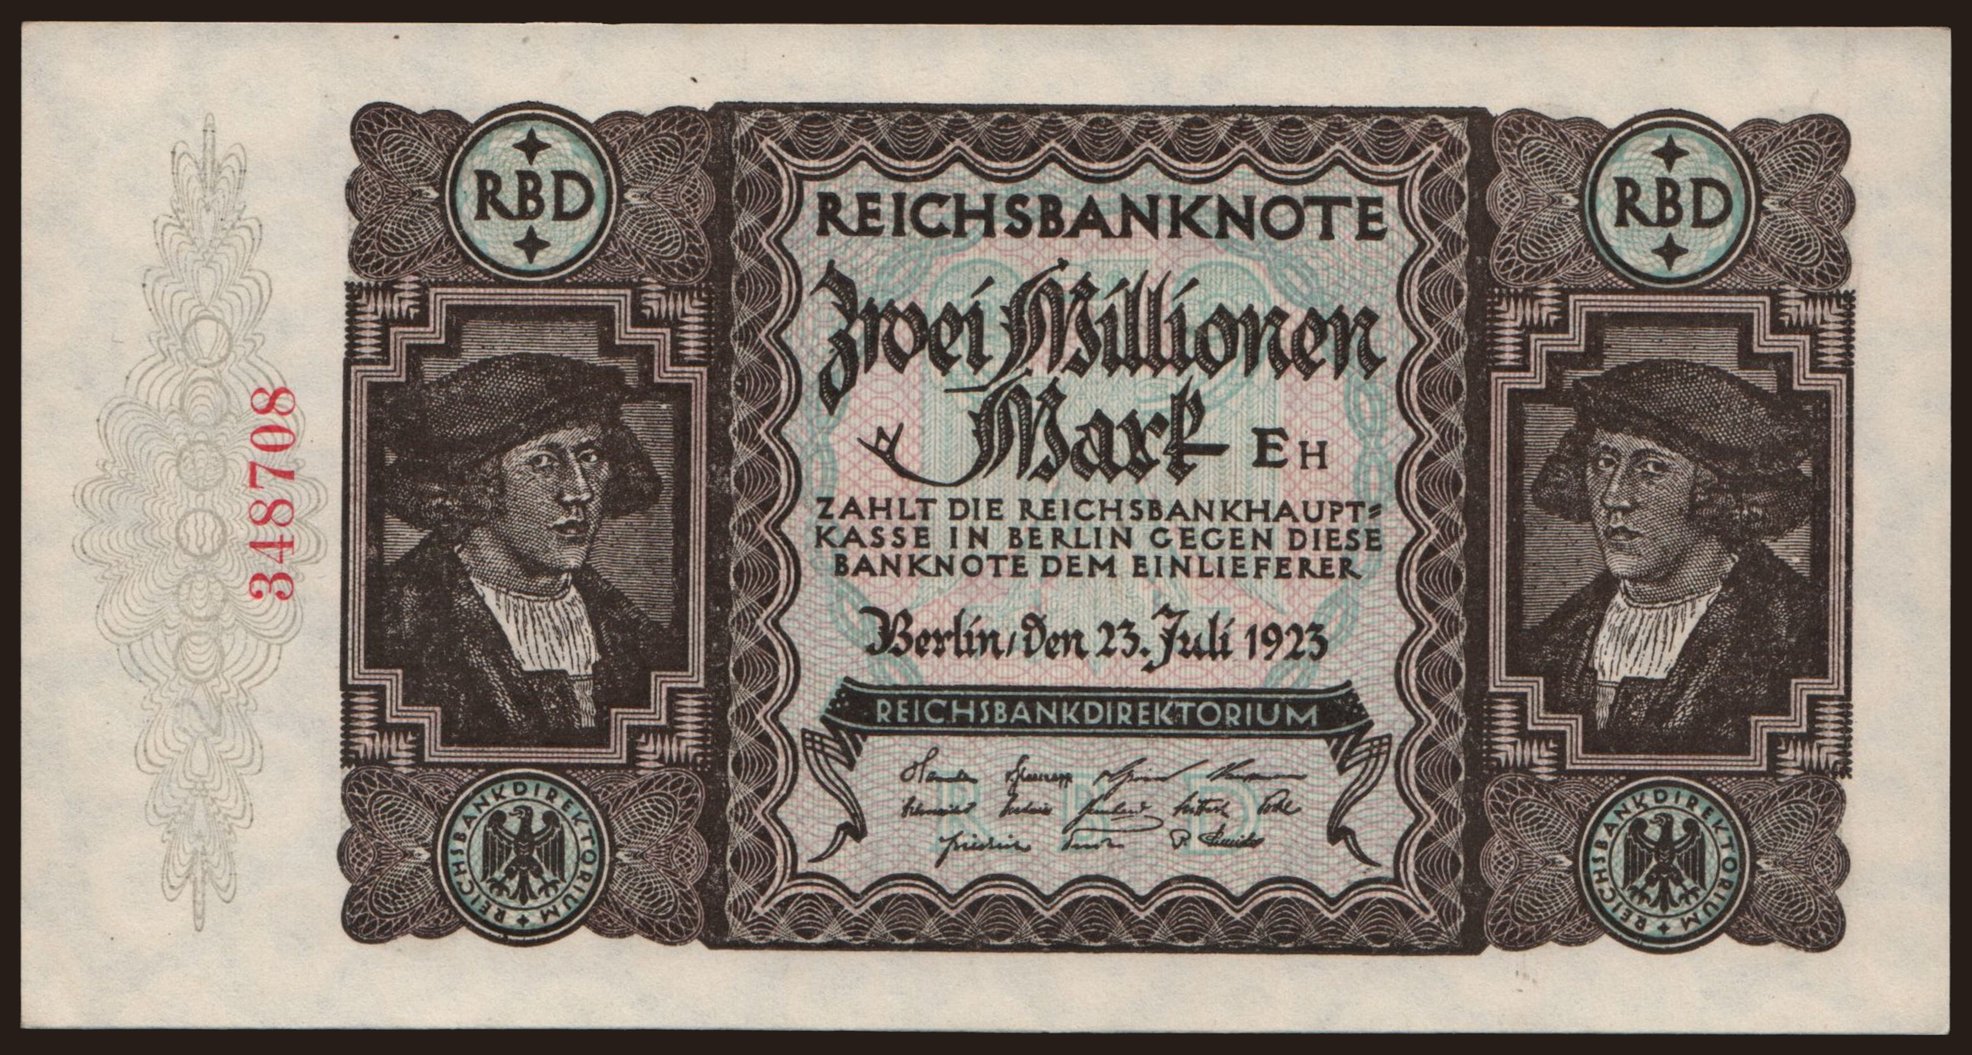 RBD
RBD
REICHSBANKNOTE
Zwei Millionen
Mark EH
ZAHLT DIE REICHSBANKHAUPT=
KASSE IN BERLIN GEGEN DIESE
BANKNOTE DEM EINLIEFERER
Berlin, den 23. Juli 1923
REICHSBANKDIREKTORIUM
348708
REICHSBANKDIREKTORIUM
REICHSBANKDIREKTORIUM